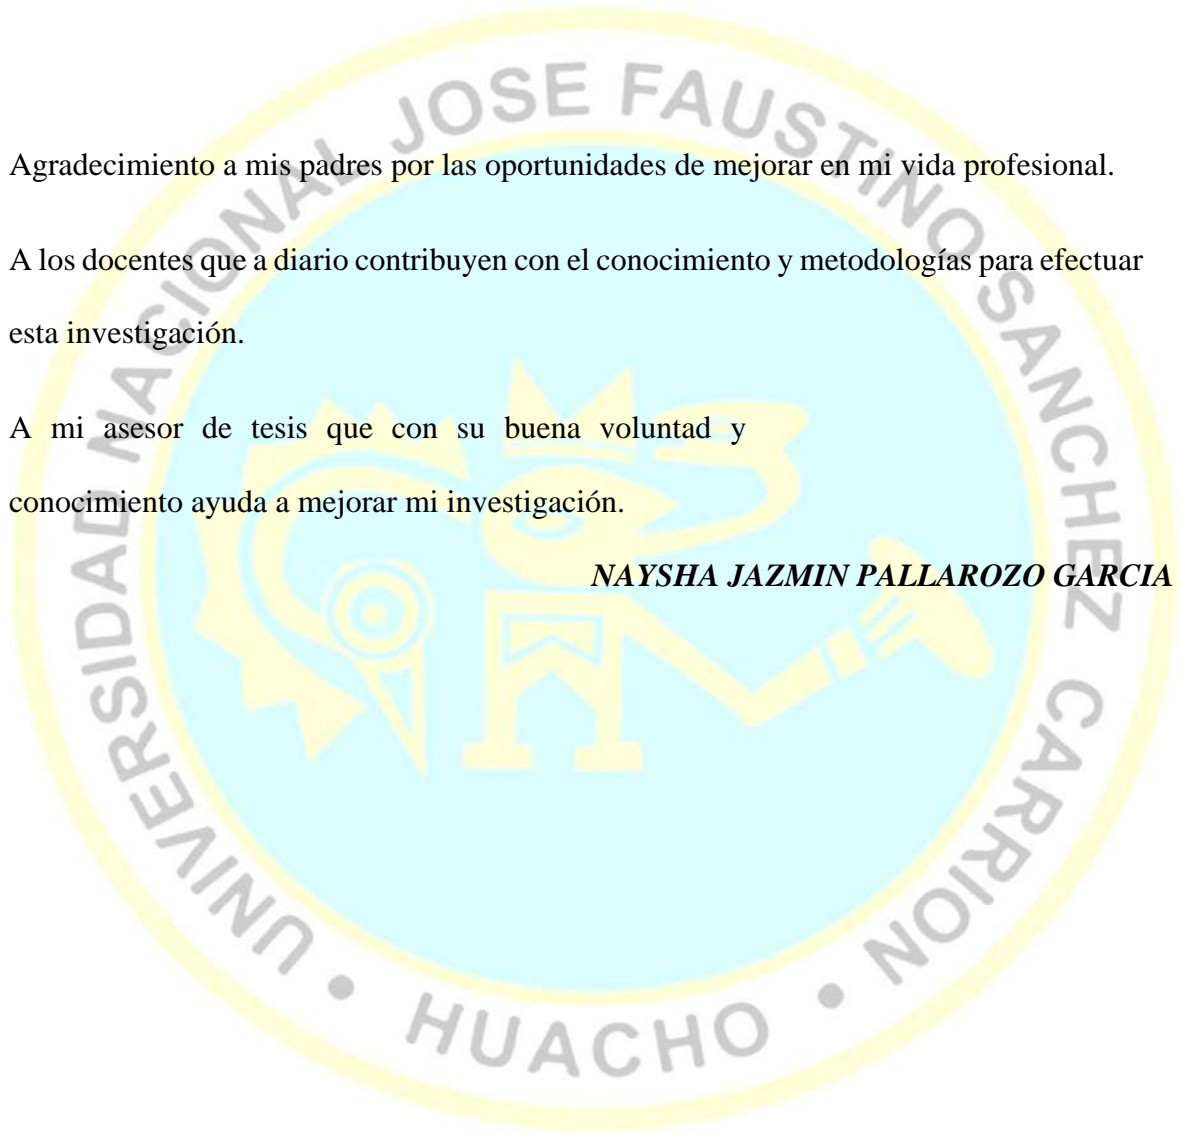 UNIVERSIDAD NACIONAL JOSE FAUSTINO SANCHEZ CARRION
• HUACHO •
Agradecimiento a mis padres por las oportunidades de mejorar en mi vida profesional.
A los docentes que a diario contribuyen con el conocimiento y metodologías para efectuar
esta investigación.
A mi asesor de tesis que con su buena voluntad y
conocimiento ayuda a mejorar mi investigación.
NAYSHA JAZMIN PALLAROZO GARCIA